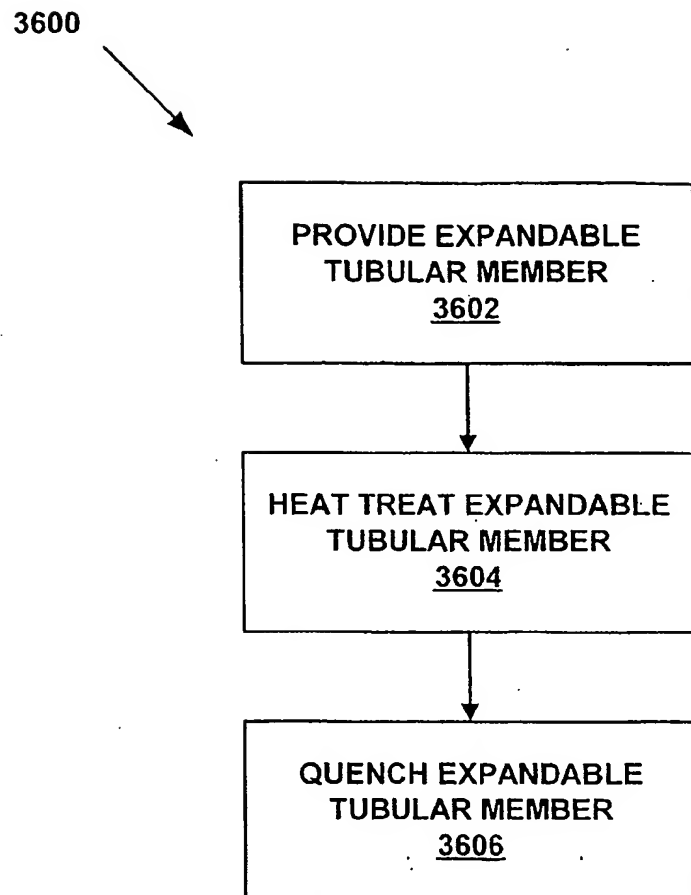 3600
PROVIDE EXPANDABLE
TUBULAR MEMBER
3602
HEAT TREAT EXPANDABLE
TUBULAR MEMBER
3604
QUENCH EXPANDABLE
TUBULAR MEMBER
3606